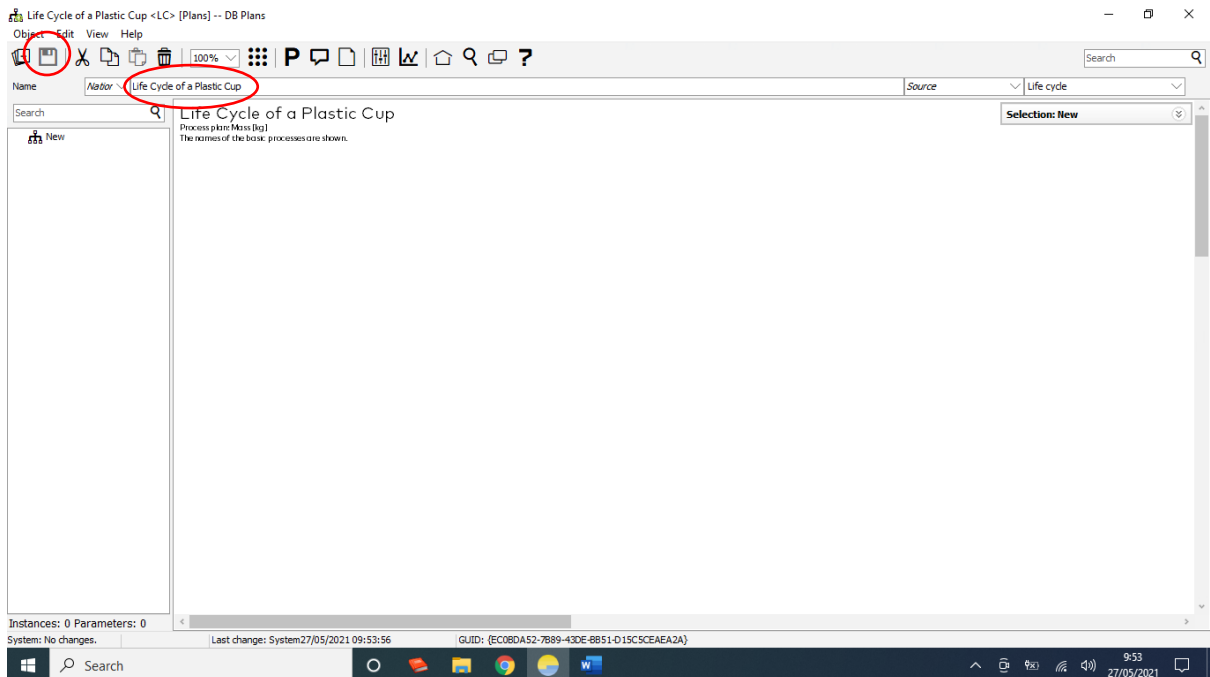 Life Cycle of a Plastic Cup <LC> [Plans] -- DB Plans
Object Edit View Help
100% P ? Search
Name Nation Life Cycle of a Plastic Cup Source Life cycle
Search
New
Life Cycle of a Plastic Cup
Process plan: Mass [kg]
The names of the basic processes are shown.
Selection: New
Instances: 0 Parameters: 0
System: No changes. Last change: System27/05/2021 09:53:56 GUID: {EC0BDA52-7B89-43DE-BB51-D15C5CEAEA2A}
Search
9:53
27/05/2021